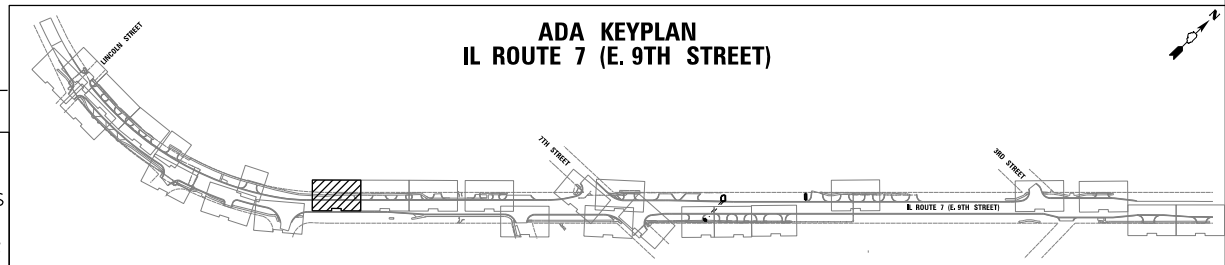 ADA KEYPLAN
IL ROUTE 7 (E. 9TH STREET)
N
LINCOLN STREET
7TH STREET
3RD STREET
IL ROUTE 7 (E. 9TH STREET)